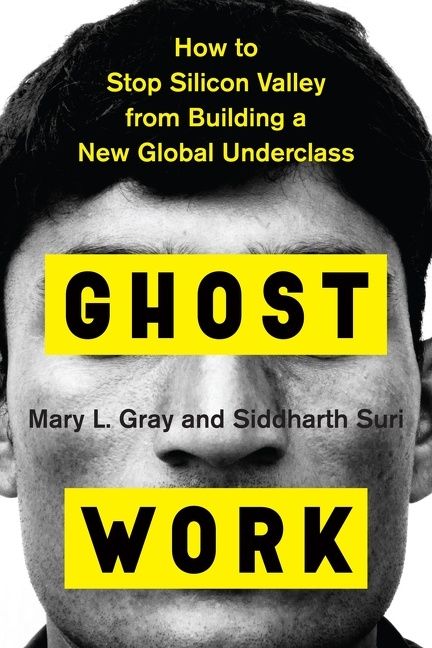 How to
Stop Silicon Valley
from Building a
New Global Underclass
GHOST
Mary L. Gray and Siddharth Suri
WORK